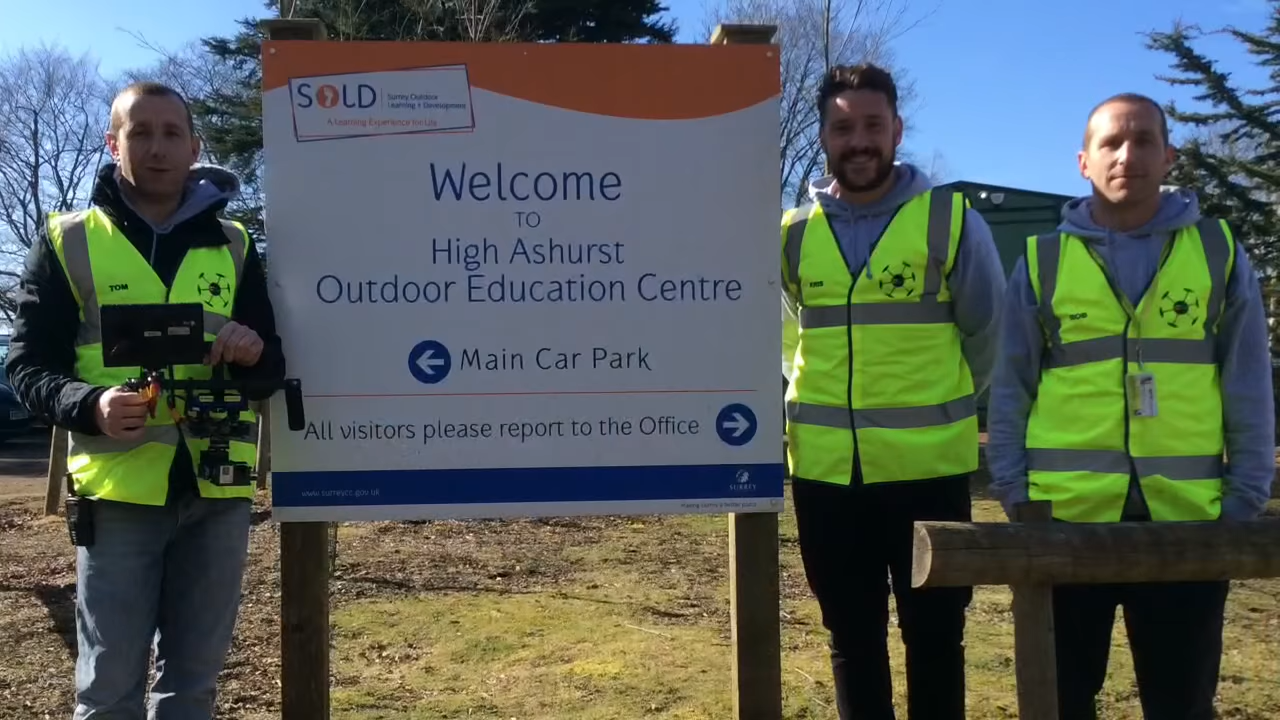 SOLD
Surrey Outdoor
Learning + Development
A Learning Experience for Life
Welcome
TO
High Ashurst
Outdoor Education Centre
Main Car Park
All visitors please report to the Office
www.surreycc.gov.uk
SURREY
TOM
KRIS
ROB